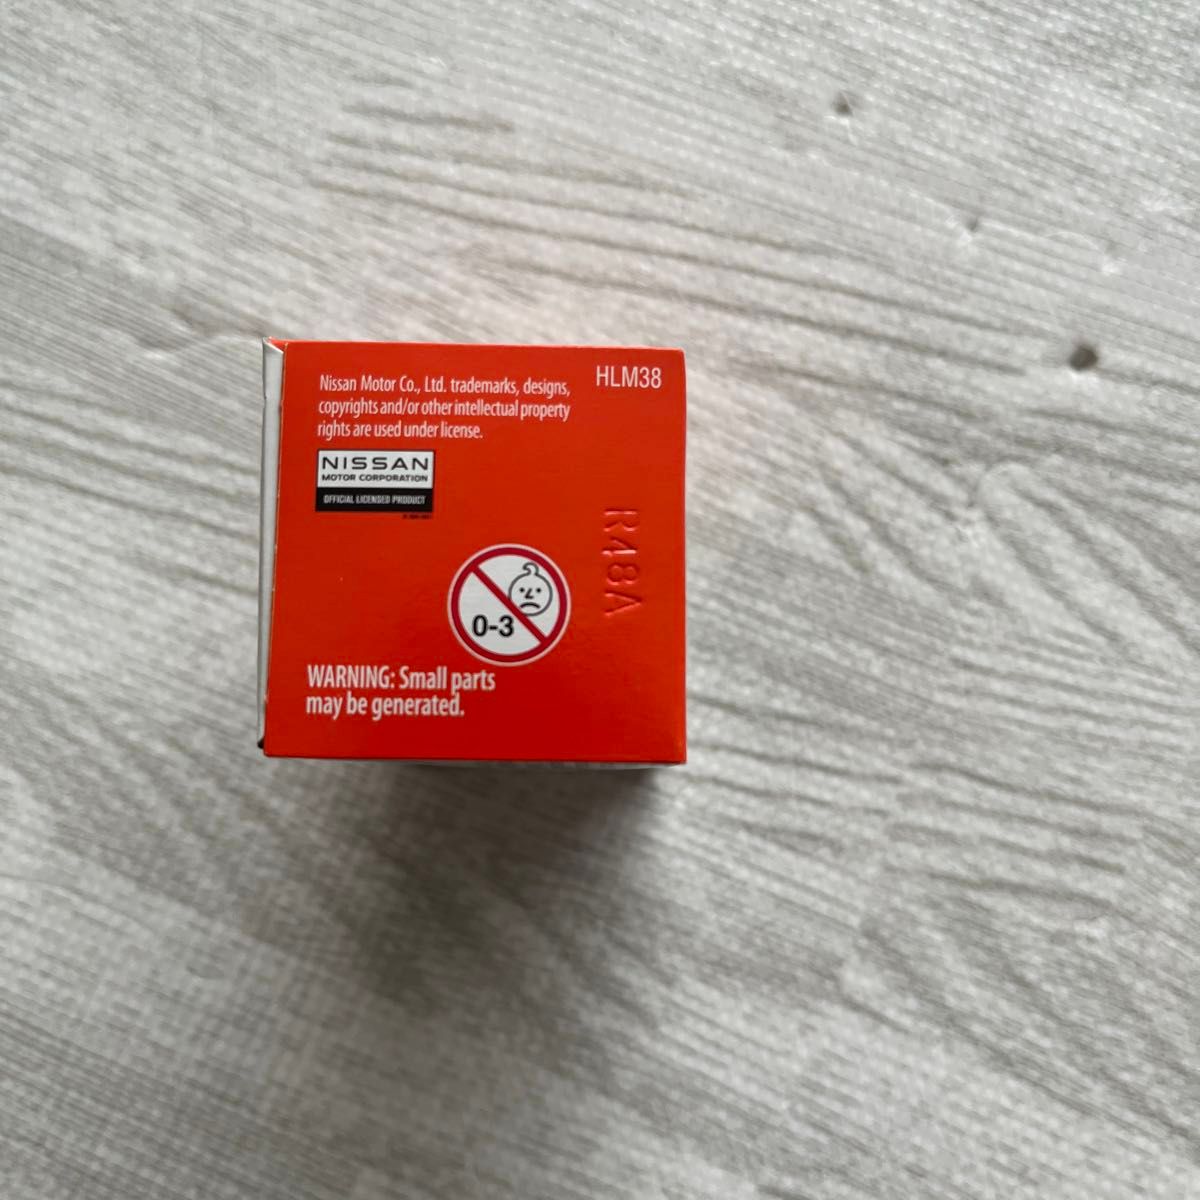 Nissan Motor Co., Ltd. trademarks, designs,
copyrights and/or other intellectual property
rights are used under license.
HLM38
NISSAN
MOTOR CORPORATION
OFFICIAL LICENSED PRODUCT
R48A
0-3
WARNING: Small parts
may be generated.